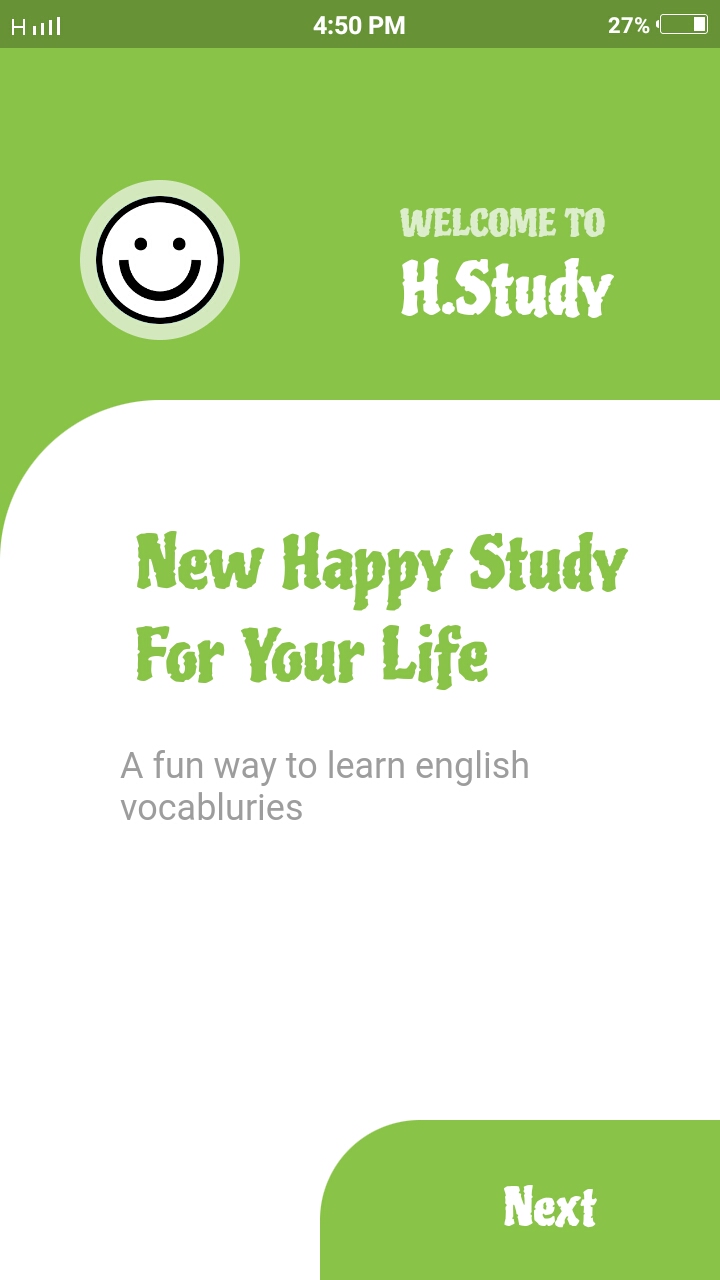 H 4:50 PM 27%
WELCOME TO
H.Study
New Happy Study
For Your Life
A fun way to learn english
vocabluries
Next